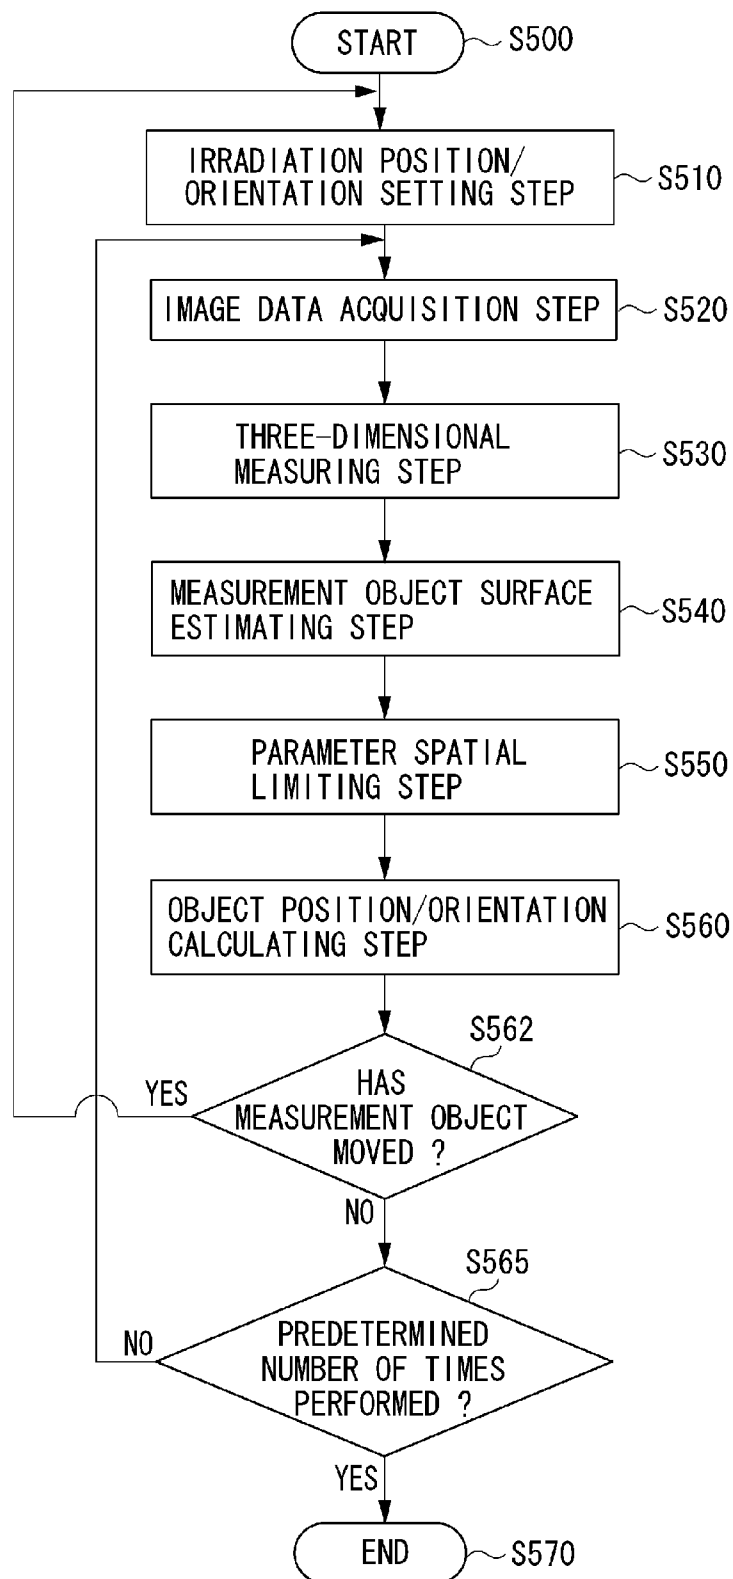 START
S500
IRRADIATION POSITION/
ORIENTATION SETTING STEP
S510
IMAGE DATA ACQUISITION STEP
S520
THREE-DIMENSIONAL
MEASURING STEP
S530
MEASUREMENT OBJECT SURFACE
ESTIMATING STEP
S540
PARAMETER SPATIAL
LIMITING STEP
S550
OBJECT POSITION/ORIENTATION
CALCULATING STEP
S560
S562
YES
HAS
MEASUREMENT OBJECT
MOVED ?
NO
S565
NO
PREDETERMINED
NUMBER OF TIMES
PERFORMED ?
YES
END
S570